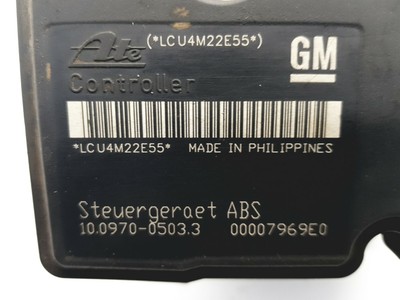 Ate (*LCU4M22E55*) GM
Controller
*LCU4M22E55* MADE IN PHILIPPINES
Steuergeraet ABS
10.0970-0503.3 00007969E0